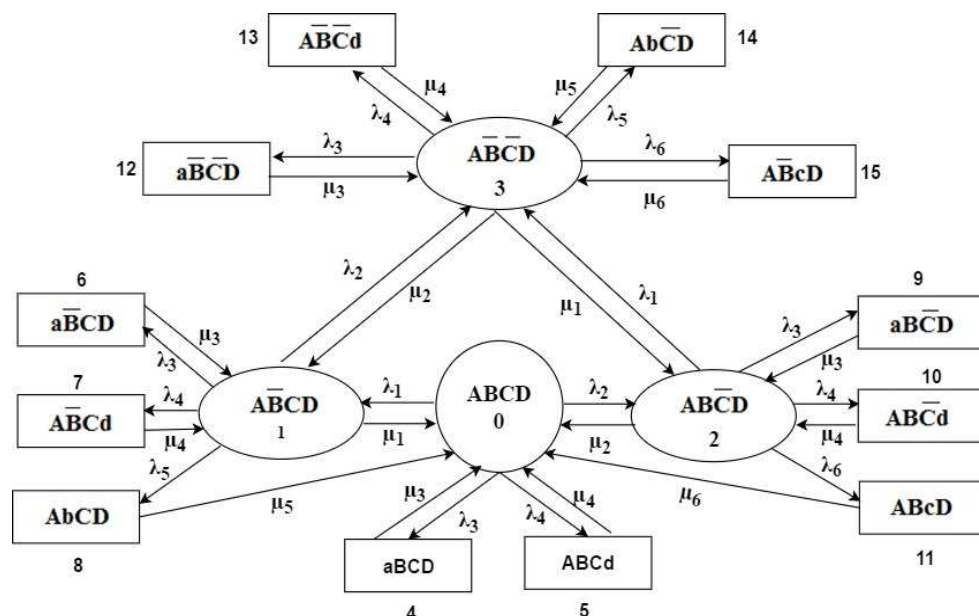 13
A̅B̅C̅d
Ab̅C̅D
14
μ₄
λ₄
μ₅
λ₅
12
aB̅C̅D
λ₃
μ₃
AB̅C̅D
3
λ₆
μ₆
AB̅cD
15
λ₂
μ₂
μ₁
λ₁
6
aB̅CD
μ₃
λ₃
9
aBC̅D
λ₃
μ₃
7
AB̅Cd
λ₄
μ₄
AB̅CD
1
λ₁
μ₁
ABCD
0
λ₂
μ₂
ABC̅D
2
λ₄
μ₄
10
ABC̅d
λ₅
AbCD
8
μ₅
μ₃
λ₃
λ₄
μ₄
μ₆
λ₆
ABcD
11
aBCD
4
ABCd
5